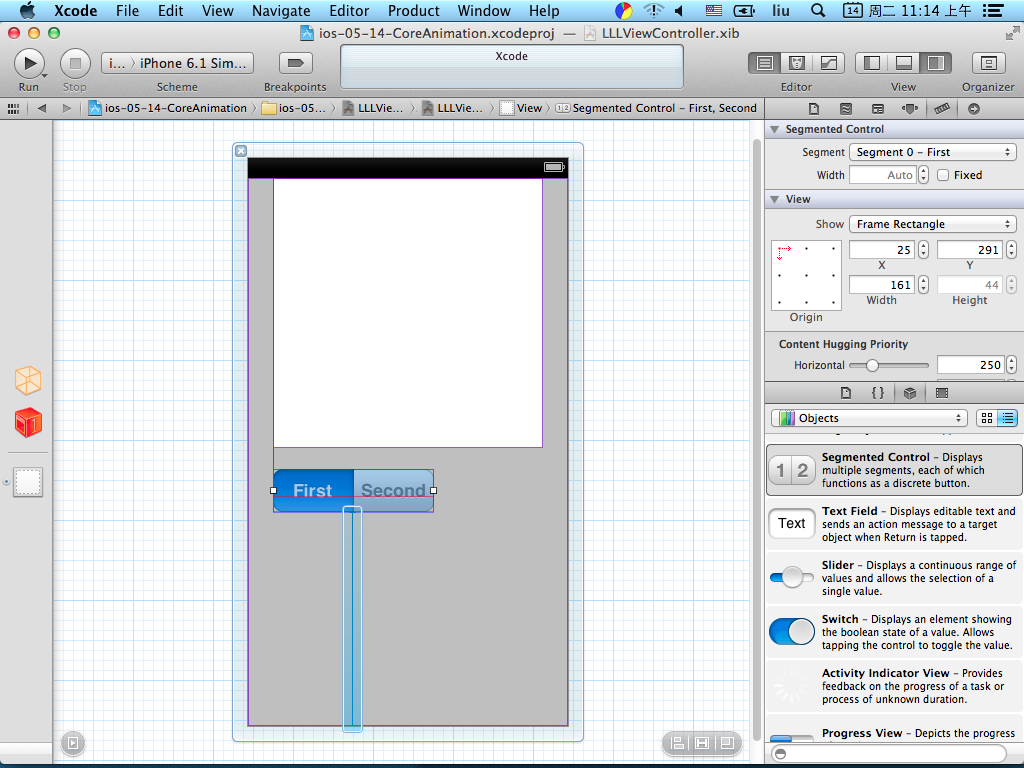 Xcode File Edit View Navigate Editor Product Window Help liu 14 周二 11:14 上午
ios-05-14-CoreAnimation.xcodeproj — LLLViewController.xib
i... iPhone 6.1 Sim...
Xcode
Run Stop Scheme Breakpoints Editor View Organizer
ios-05-14-CoreAnimation ios-05... LLLVie... LLLVie... View 1 2 Segmented Control – First, Second
Segmented Control
Segment Segment 0 – First
Width Auto Fixed
View
Show Frame Rectangle
25 291
X Y
161 44
Width Height
Origin
Content Hugging Priority
Horizontal 250
{ }
Objects
First Second
1 2
Segmented Control – Displays
multiple segments, each of which
functions as a discrete button.
Text
Text Field – Displays editable text and
sends an action message to a target
object when Return is tapped.
Slider – Displays a continuous range of
values and allows the selection of a
single value.
Switch – Displays an element showing
the boolean state of a value. Allows
tapping the control to toggle the value.
Activity Indicator View – Provides
feedback on the progress of a task or
process of unknown duration.
Progress View – Depicts the progress